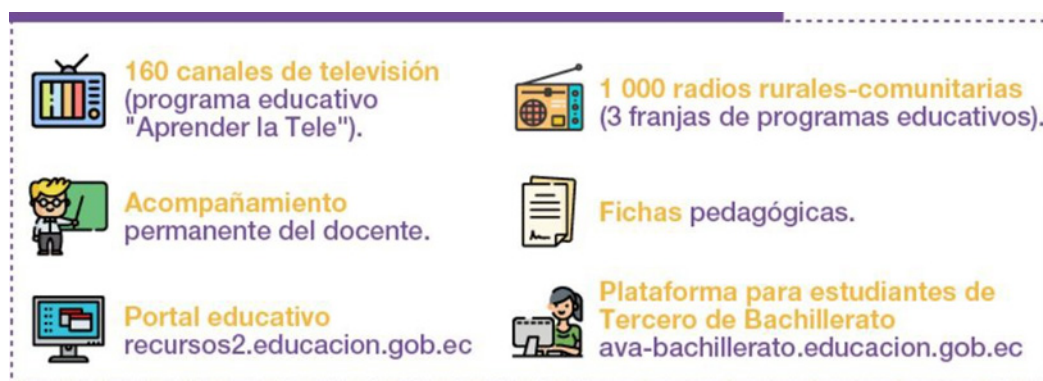 160 canales de televisión
(programa educativo
"Aprender la Tele").
1 000 radios rurales-comunitarias
(3 franjas de programas educativos).
Acompañamiento
permanente del docente.
Fichas pedagógicas.
Portal educativo
recursos2.educacion.gob.ec
Plataforma para estudiantes de
Tercero de Bachillerato
ava-bachillerato.educacion.gob.ec